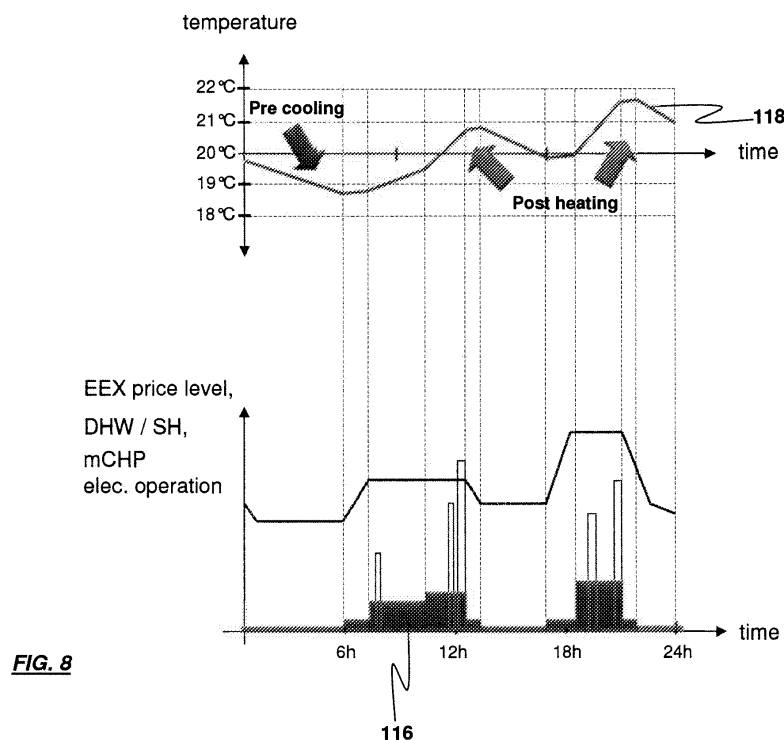 temperature
22°C
Pre cooling
21°C
118
20°C
time
19°C
Post heating
18°C
EEX price level,
DHW / SH,
mCHP
elec. operation
time
6h
12h
18h
24h
FIG. 8
116